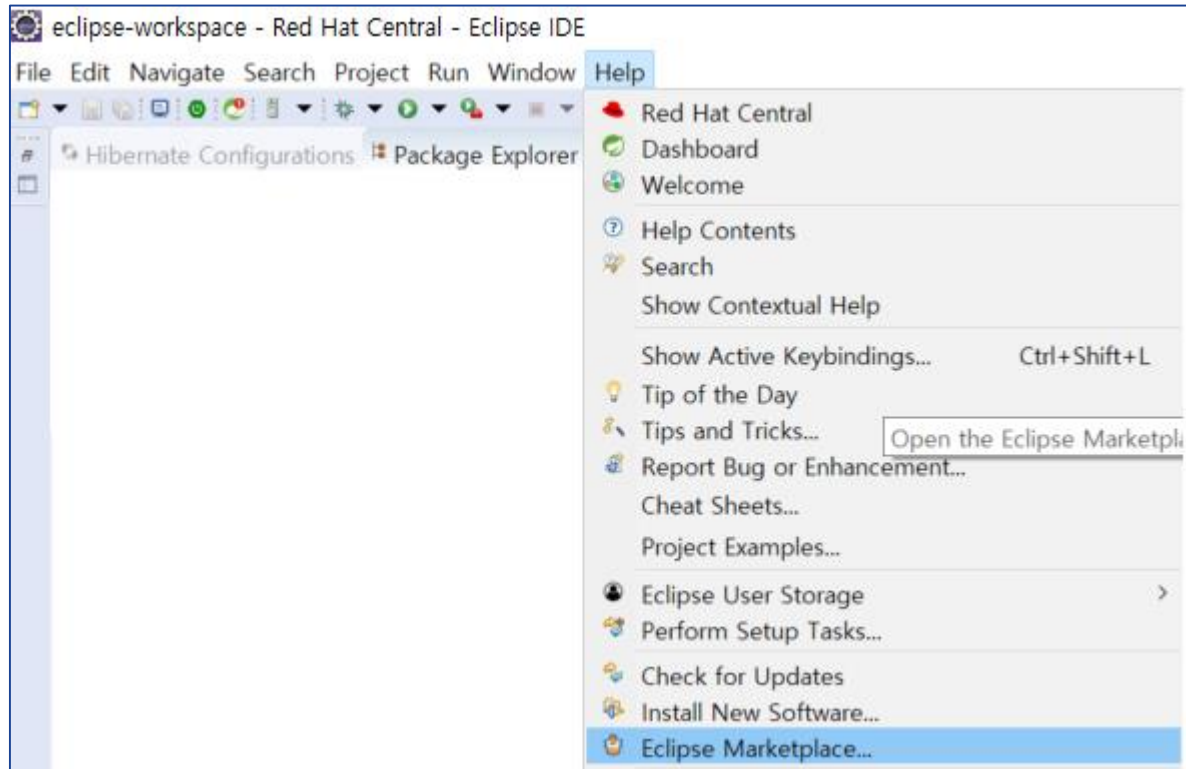 eclipse-workspace - Red Hat Central - Eclipse IDE
File Edit Navigate Search Project Run Window Help
Hibernate Configurations Package Explorer
Red Hat Central
Dashboard
Welcome
Help Contents
Search
Show Contextual Help
Show Active Keybindings... Ctrl+Shift+L
Tip of the Day
Tips and Tricks...
Open the Eclipse Marketpla
Report Bug or Enhancement...
Cheat Sheets...
Project Examples...
Eclipse User Storage
Perform Setup Tasks...
Check for Updates
Install New Software...
Eclipse Marketplace...